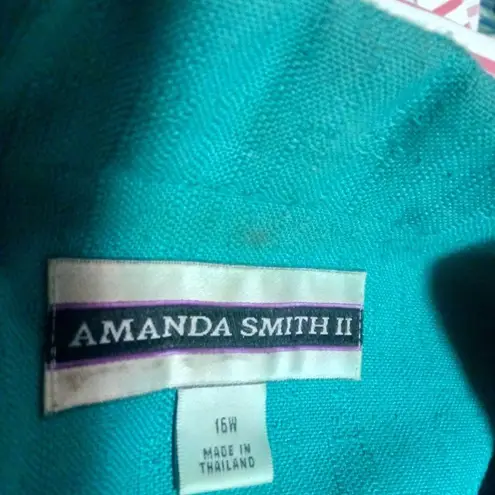 AMANDA SMITH II
16W
MADE IN
THAILAND